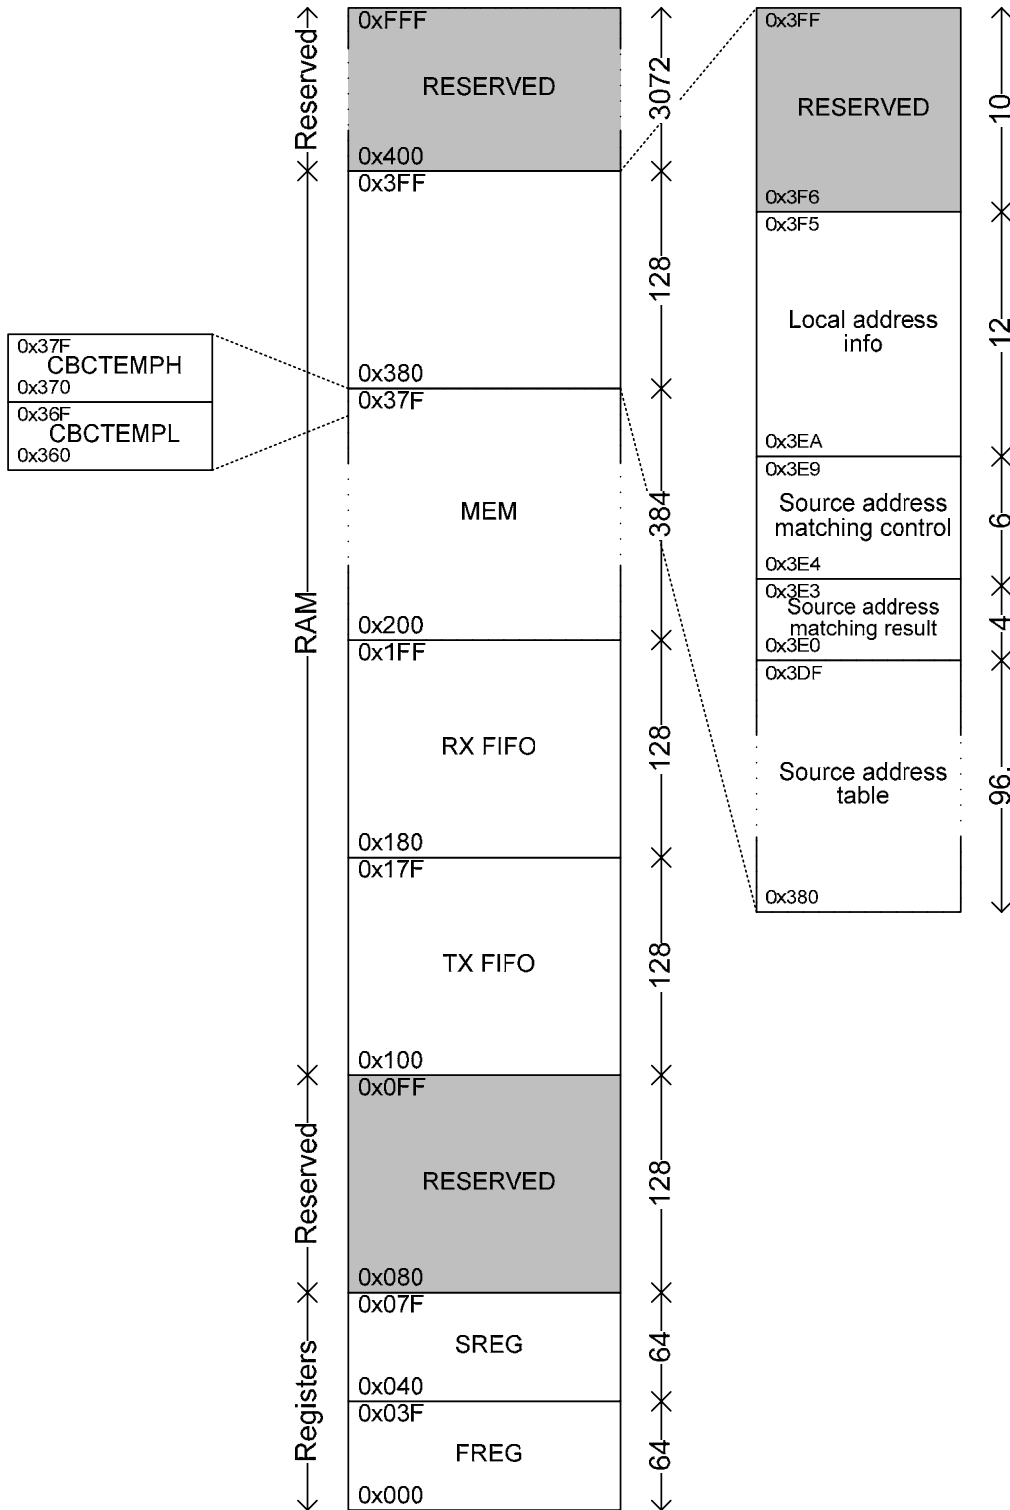 Reserved
RAM
Reserved
Registers
0x37F
CBCTEMPH
0x370
0x36F
CBCTEMPL
0x360
0xFFF
RESERVED
0x400
0x3FF
0x380
0x37F
MEM
0x200
0x1FF
RX FIFO
0x180
0x17F
TX FIFO
0x100
0x0FF
RESERVED
0x080
0x07F
SREG
0x040
0x03F
FREG
0x000
3072
128
384
128
128
128
64
64
0x3FF
RESERVED
0x3F6
0x3F5
Local address
info
0x3EA
0x3E9
Source address
matching control
0x3E4
0x3E3
Source address
matching result
0x3E0
0x3DF
Source address
table
0x380
10
12
6
4
96.